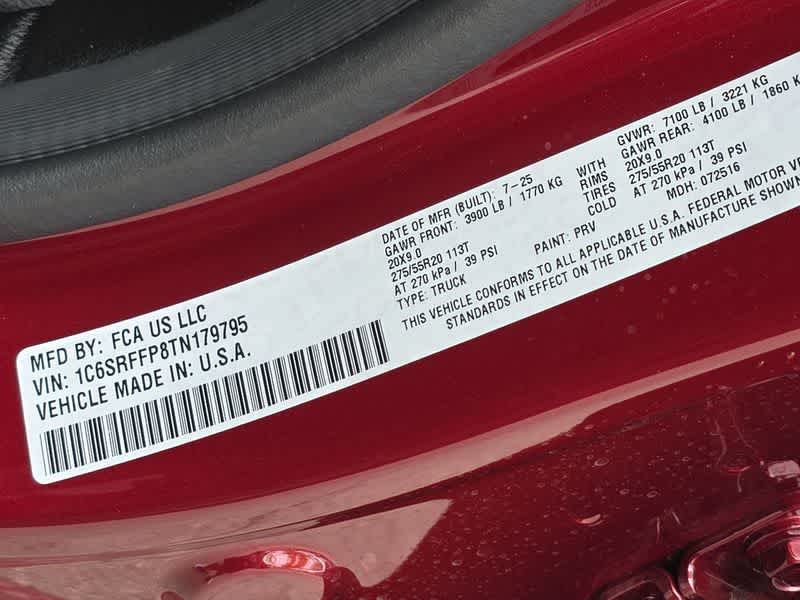 MFD BY: FCA US LLC
VIN: 1C6SRFFP8TN179795
VEHICLE MADE IN: U.S.A.
DATE OF MFR (BUILT): 7-25
GAWR FRONT: 3900 LB / 1770 KG
20X9.0
275/55R20 113T
AT 270 kPa / 39 PSI
TYPE: TRUCK
PAINT: PRV
WITH
RIMS
TIRES
COLD
GVWR: 7100 LB / 3221 KG
GAWR REAR: 4100 LB / 1860 K
20X9.0
275/55R20 113T
AT 270 kPa / 39 PSI
MDH: 072516
THIS VEHICLE CONFORMS TO ALL APPLICABLE U.S.A. FEDERAL MOTOR VE
STANDARDS IN EFFECT ON THE DATE OF MANUFACTURE SHOWN